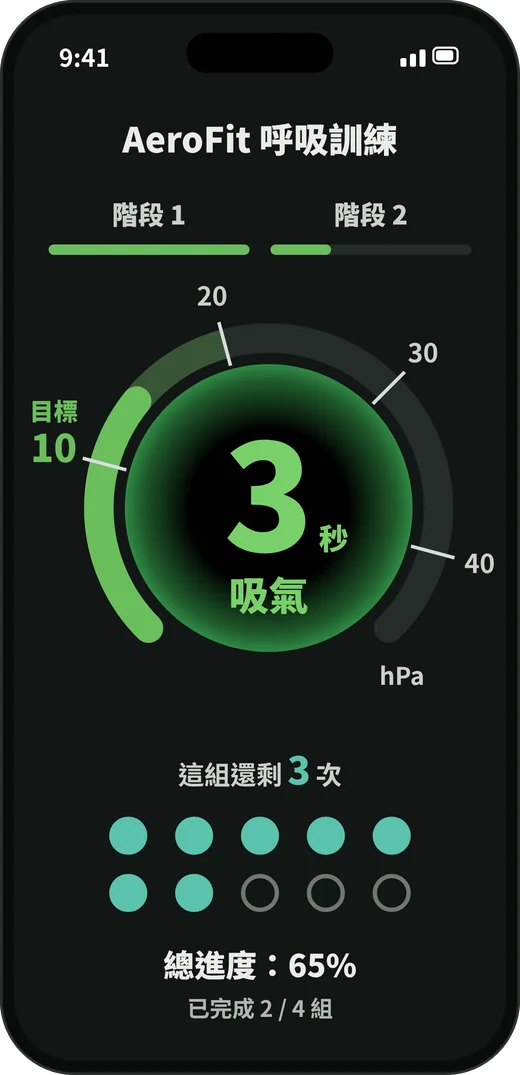 9:41
AeroFit 呼吸訓練
階段 1
階段 2
20
30
目標
10
3 秒
吸氣
40
hPa
這組還剩 3 次
總進度：65%
已完成 2 / 4 組